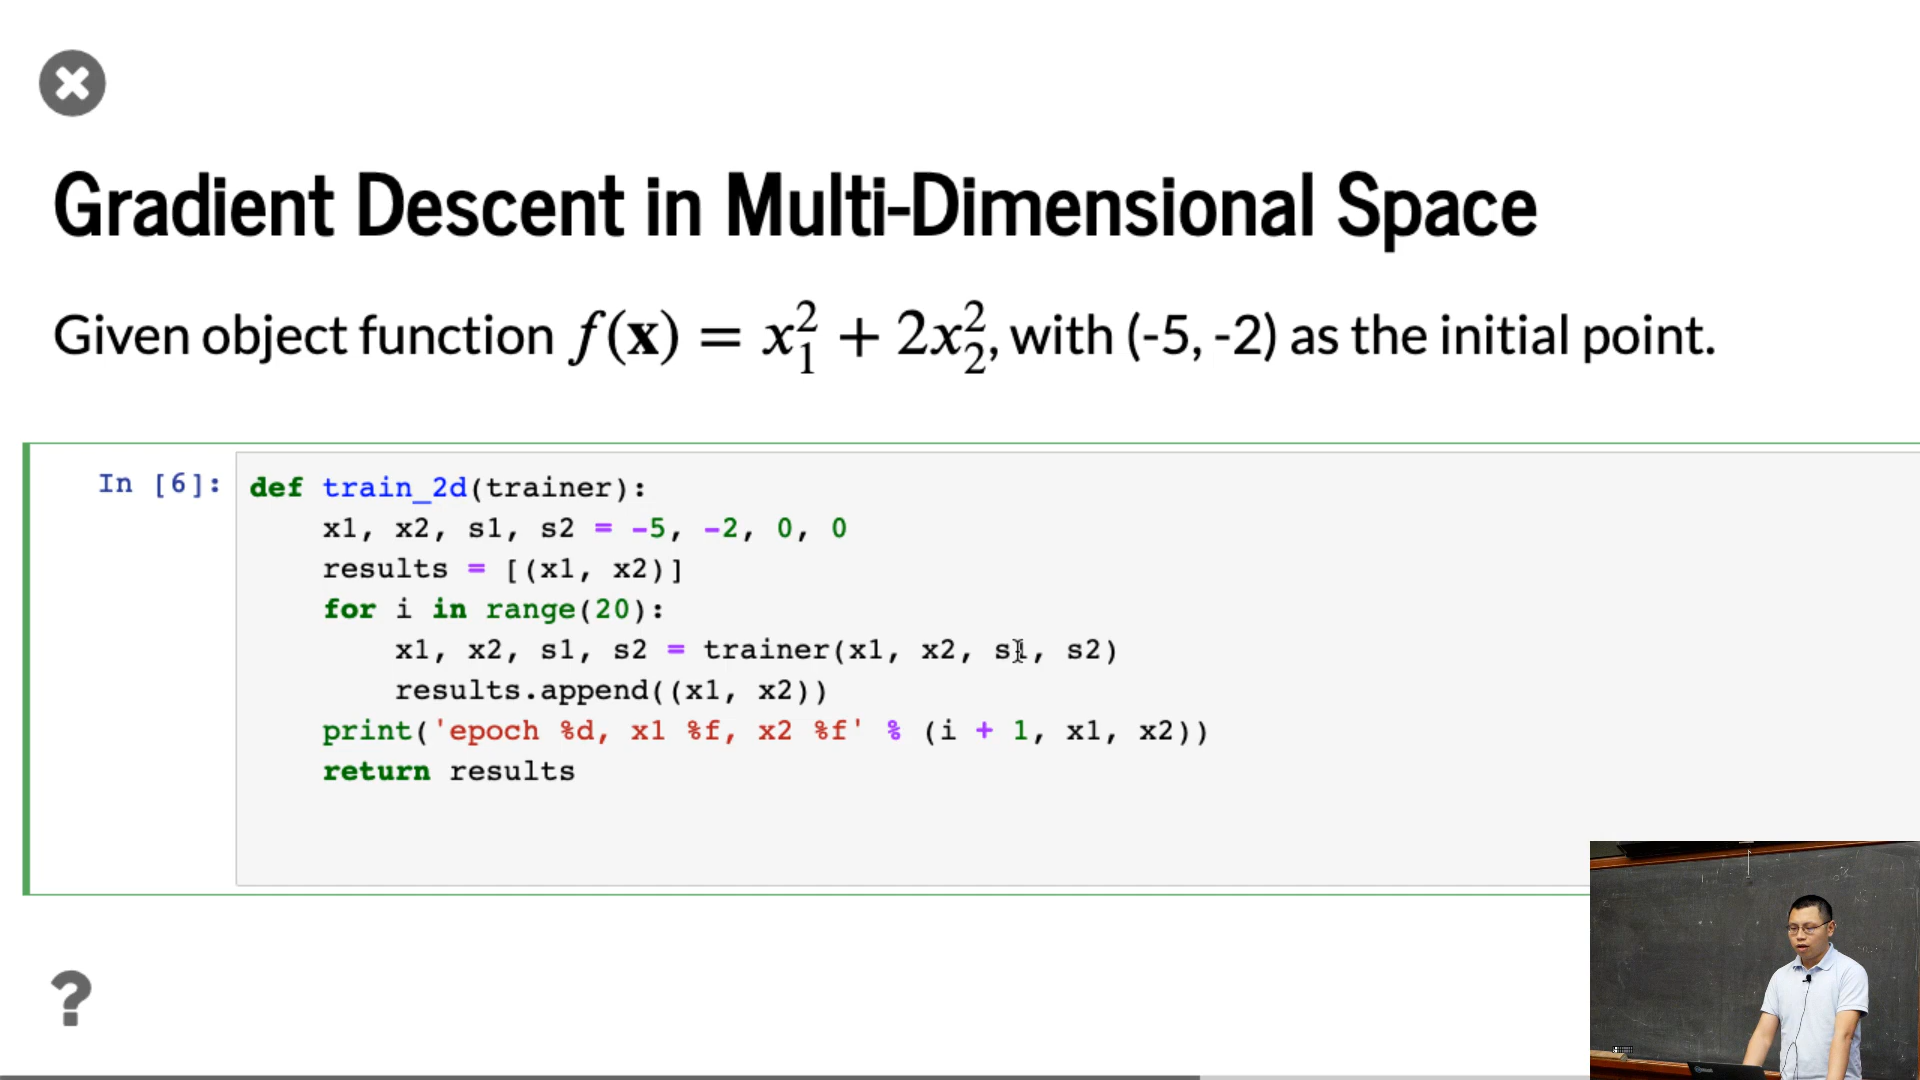 Gradient Descent in Multi-Dimensional Space
Given object function f(x) = x₁² + 2x₂², with (-5, -2) as the initial point.
In [6]:
def train_2d(trainer):
    x1, x2, s1, s2 = -5, -2, 0, 0
    results = [(x1, x2)]
    for i in range(20):
        x1, x2, s1, s2 = trainer(x1, x2, s1, s2)
        results.append((x1, x2))
    print('epoch %d, x1 %f, x2 %f' % (i + 1, x1, x2))
    return results
?